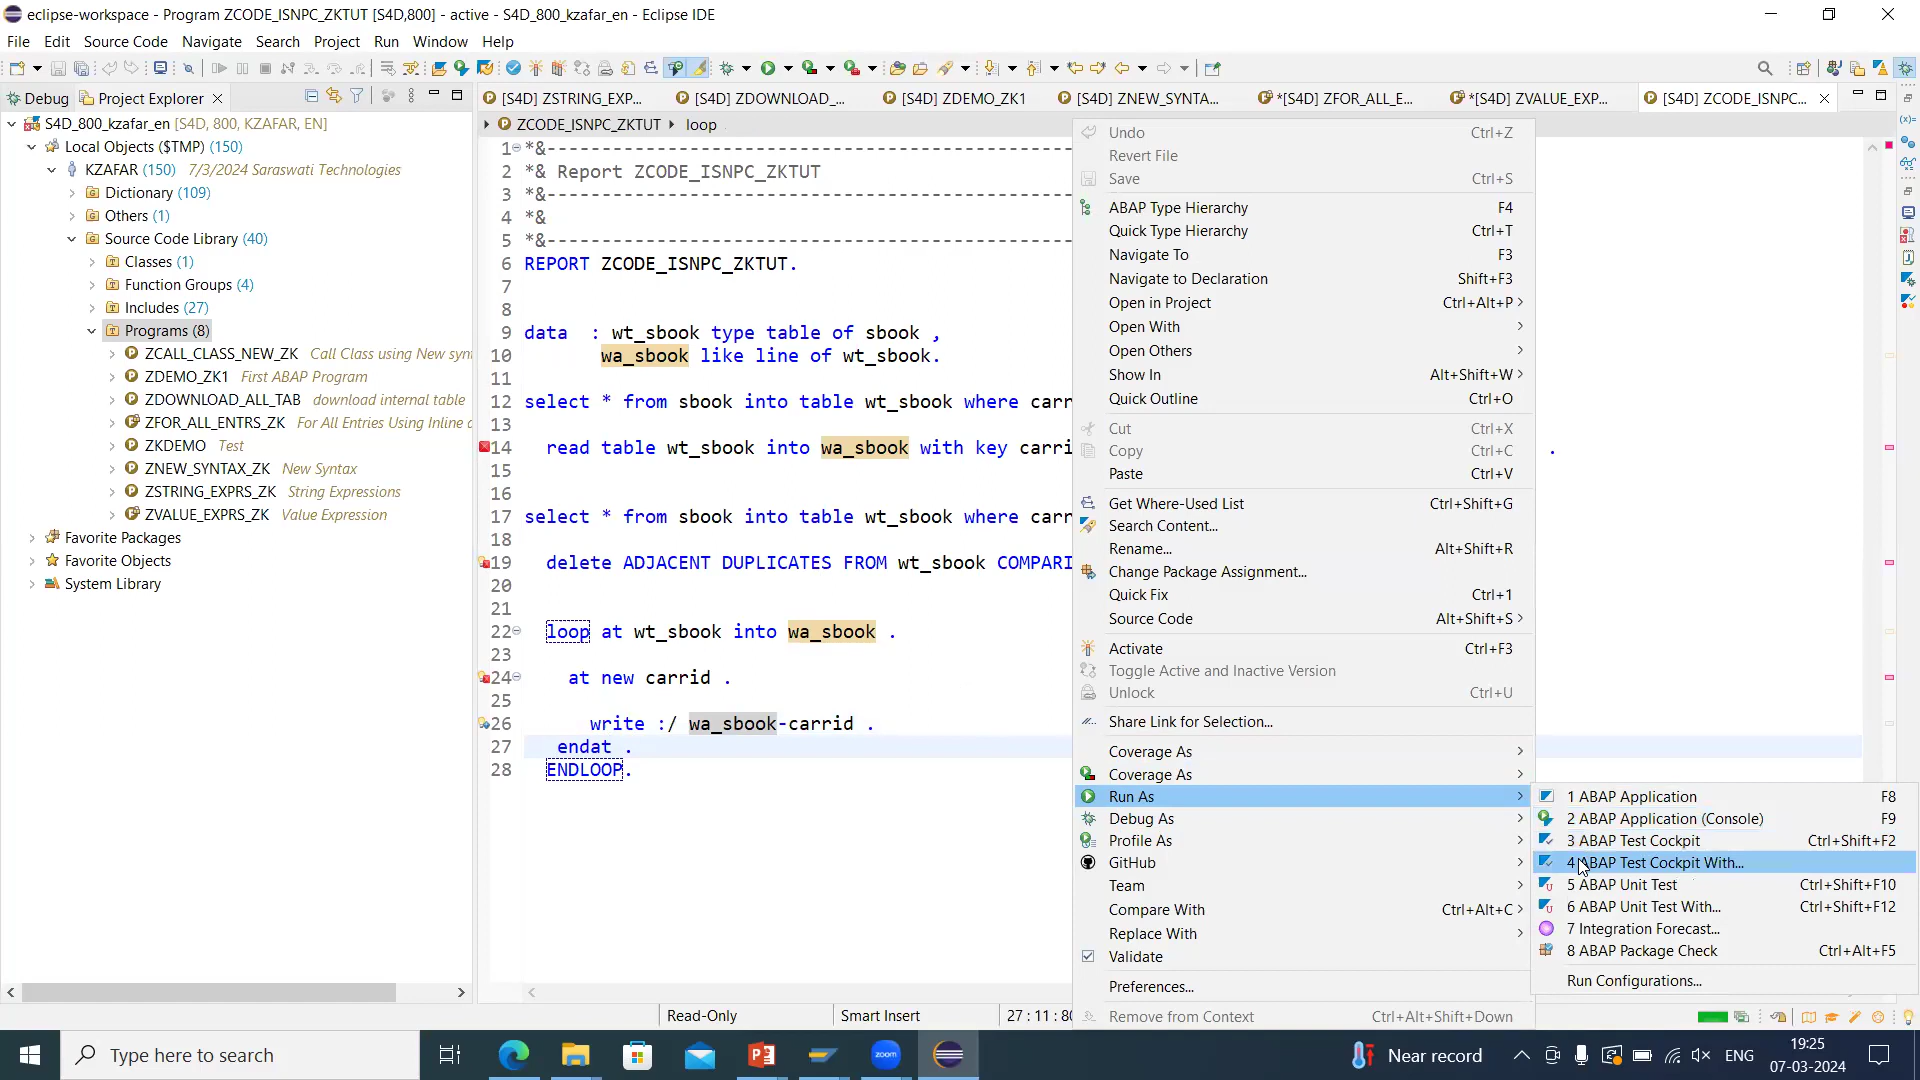 eclipse-workspace - Program ZCODE_ISNPC_ZKTUT [S4D,800] - active - S4D_800_kzafar_en - Eclipse IDE
File Edit Source Code Navigate Search Project Run Window Help
Debug Project Explorer
[S4D] ZSTRING_EXP... [S4D] ZDOWNLOAD_... [S4D] ZDEMO_ZK1 [S4D] ZNEW_SYNTA... *[S4D] ZFOR_ALL_E... *[S4D] ZVALUE_EXP... [S4D] ZCODE_ISNPC...
S4D_800_kzafar_en [S4D, 800, KZAFAR, EN]
Local Objects ($TMP) (150)
KZAFAR (150) 7/3/2024 Saraswati Technologies
Dictionary (109)
Others (1)
Source Code Library (40)
Classes (1)
Function Groups (4)
Includes (27)
Programs (8)
ZCALL_CLASS_NEW_ZK Call Class using New syn
ZDEMO_ZK1 First ABAP Program
ZDOWNLOAD_ALL_TAB download internal table
ZFOR_ALL_ENTRS_ZK For All Entries Using Inline
ZKDEMO Test
ZNEW_SYNTAX_ZK New Syntax
ZSTRING_EXPRS_ZK String Expressions
ZVALUE_EXPRS_ZK Value Expression
Favorite Packages
Favorite Objects
System Library
ZCODE_ISNPC_ZKTUT loop
1 *&--------------------------------------------------
2 *& Report ZCODE_ISNPC_ZKTUT
3 *&--------------------------------------------------
4 *&
5 *&--------------------------------------------------
6 REPORT ZCODE_ISNPC_ZKTUT.
7
8
9 data : wt_sbook type table of sbook ,
10 wa_sbook like line of wt_sbook.
11
12 select * from sbook into table wt_sbook where carr
13
14 read table wt_sbook into wa_sbook with key carri .
15
16
17 select * from sbook into table wt_sbook where carr
18
19 delete ADJACENT DUPLICATES FROM wt_sbook COMPARI
20
21
22 loop at wt_sbook into wa_sbook .
23
24 at new carrid .
25
26 write :/ wa_sbook-carrid .
27 endat .
28 ENDLOOP.
Undo Ctrl+Z
Revert File
Save Ctrl+S
ABAP Type Hierarchy F4
Quick Type Hierarchy Ctrl+T
Navigate To F3
Navigate to Declaration Shift+F3
Open in Project Ctrl+Alt+P
Open With
Open Others
Show In Alt+Shift+W
Quick Outline Ctrl+O
Cut Ctrl+X
Copy Ctrl+C
Paste Ctrl+V
Get Where-Used List Ctrl+Shift+G
Search Content...
Rename... Alt+Shift+R
Change Package Assignment...
Quick Fix Ctrl+1
Source Code Alt+Shift+S
Activate Ctrl+F3
Toggle Active and Inactive Version
Unlock Ctrl+U
Share Link for Selection...
Coverage As
Coverage As
Run As
Debug As
Profile As
GitHub
Team
Compare With Ctrl+Alt+C
Replace With
Validate
Preferences...
Remove from Context Ctrl+Alt+Shift+Down
1 ABAP Application F8
2 ABAP Application (Console) F9
3 ABAP Test Cockpit Ctrl+Shift+F2
4 ABAP Test Cockpit With...
5 ABAP Unit Test Ctrl+Shift+F10
6 ABAP Unit Test With... Ctrl+Shift+F12
7 Integration Forecast...
8 ABAP Package Check Ctrl+Alt+F5
Run Configurations...
Read-Only Smart Insert 27 : 11 : 80
Type here to search
zoom
Near record
ENG
19:25
07-03-2024